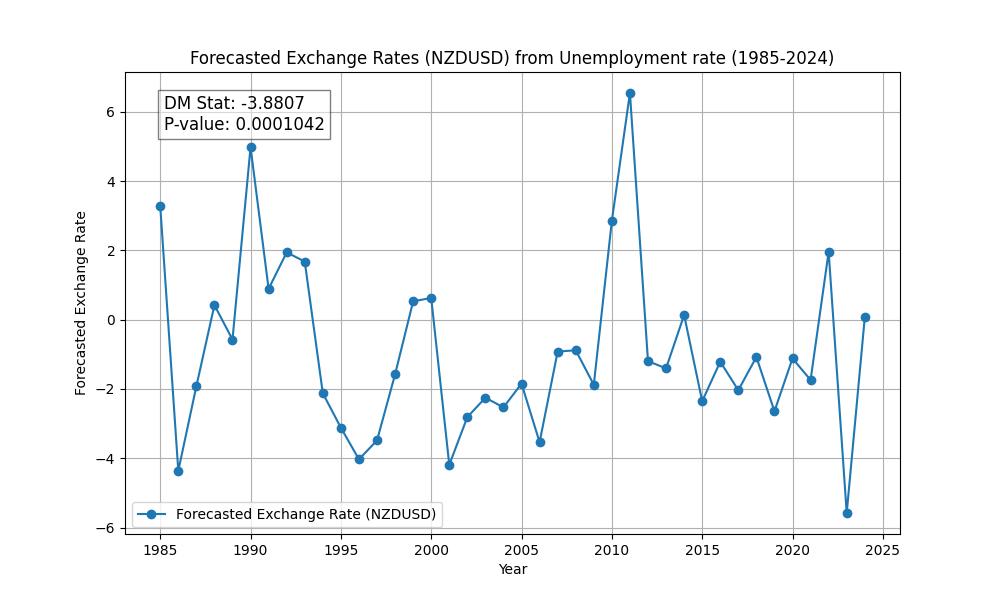 Forecasted Exchange Rates (NZDUSD) from Unemployment rate (1985-2024)
DM Stat: -3.8807
P-value: 0.0001042
Forecasted Exchange Rate
6
4
2
0
−2
−4
−6
Forecasted Exchange Rate (NZDUSD)
1985 1990 1995 2000 2005 2010 2015 2020 2025
Year